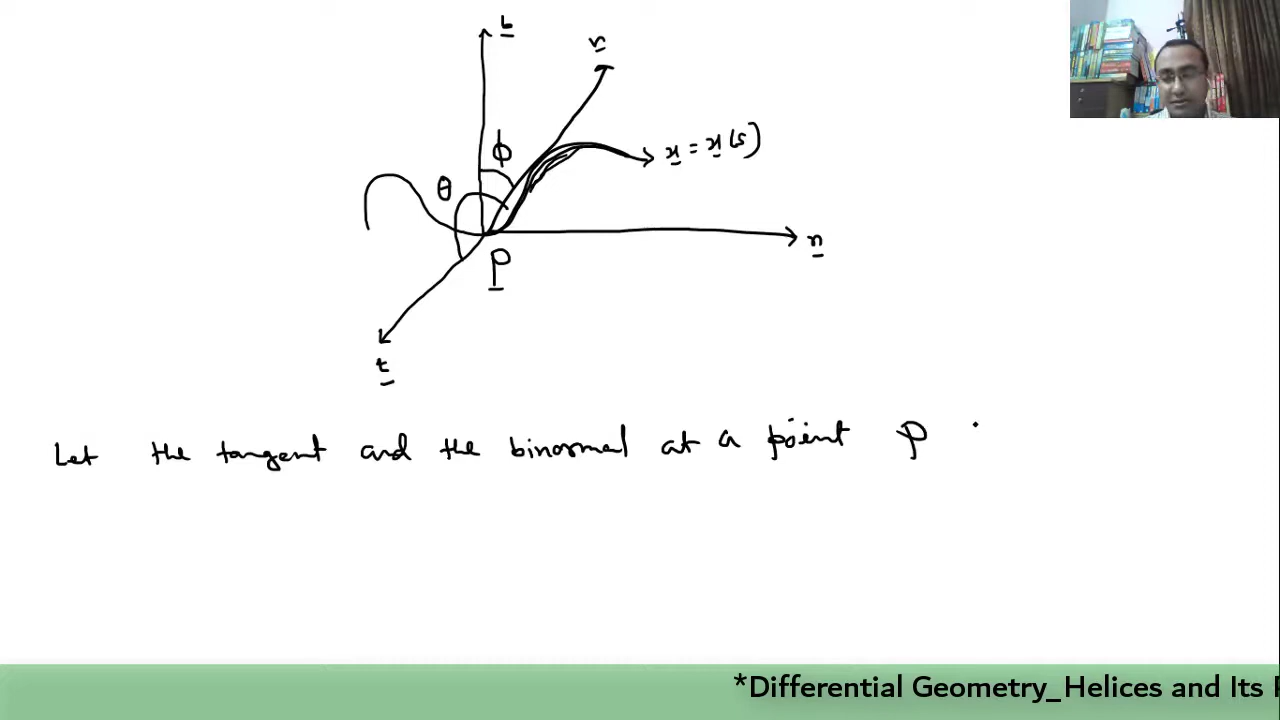 b
φ
θ
x = x(s)
n
P
t
Let the tangent and the binormal at a point P
*Differential Geometry_Helices and Its